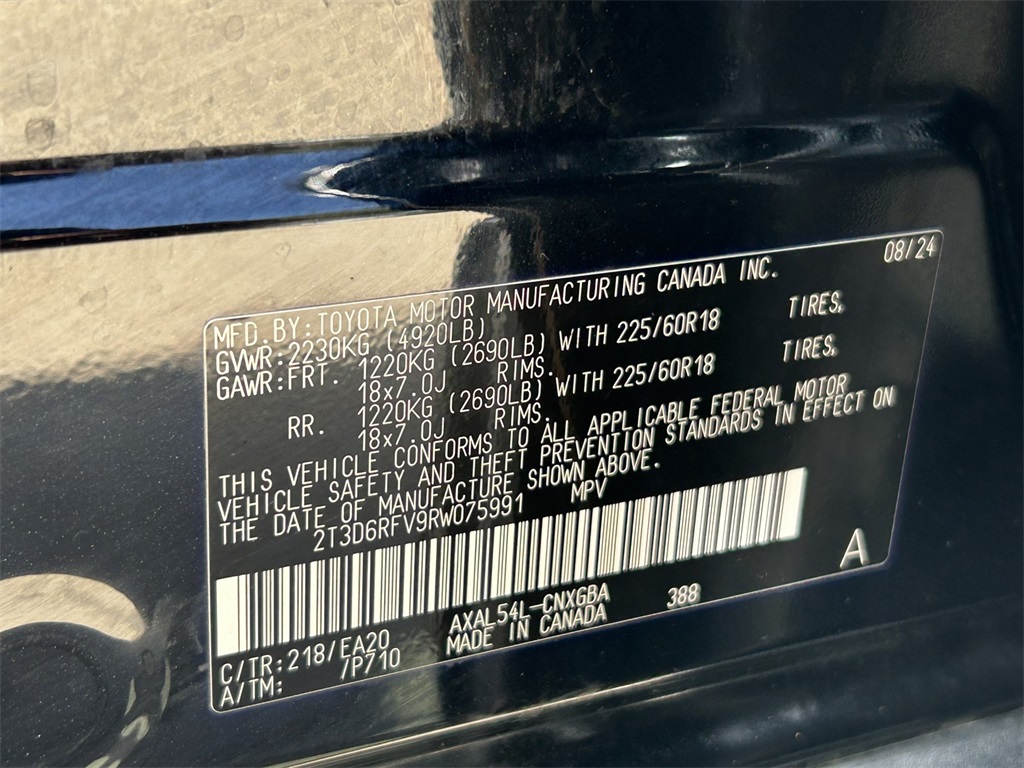 08/24
MFD.BY:TOYOTA MOTOR MANUFACTURING CANADA INC.
GVWR:2230KG (4920LB)
GAWR:FRT. 1220KG (2690LB) WITH 225/60R18 TIRES,
18x7.0J RIMS.
RR. 1220KG (2690LB) WITH 225/60R18 TIRES,
18x7.0J RIMS.
THIS VEHICLE CONFORMS TO ALL APPLICABLE FEDERAL MOTOR
VEHICLE SAFETY AND THEFT PREVENTION STANDARDS IN EFFECT ON
THE DATE OF MANUFACTURE SHOWN ABOVE.
2T3D6RFV9RW075991 MPV
A
C/TR:218/EA20 AXAL54L-CNXGBA 388
A/TM: /P710 MADE IN CANADA